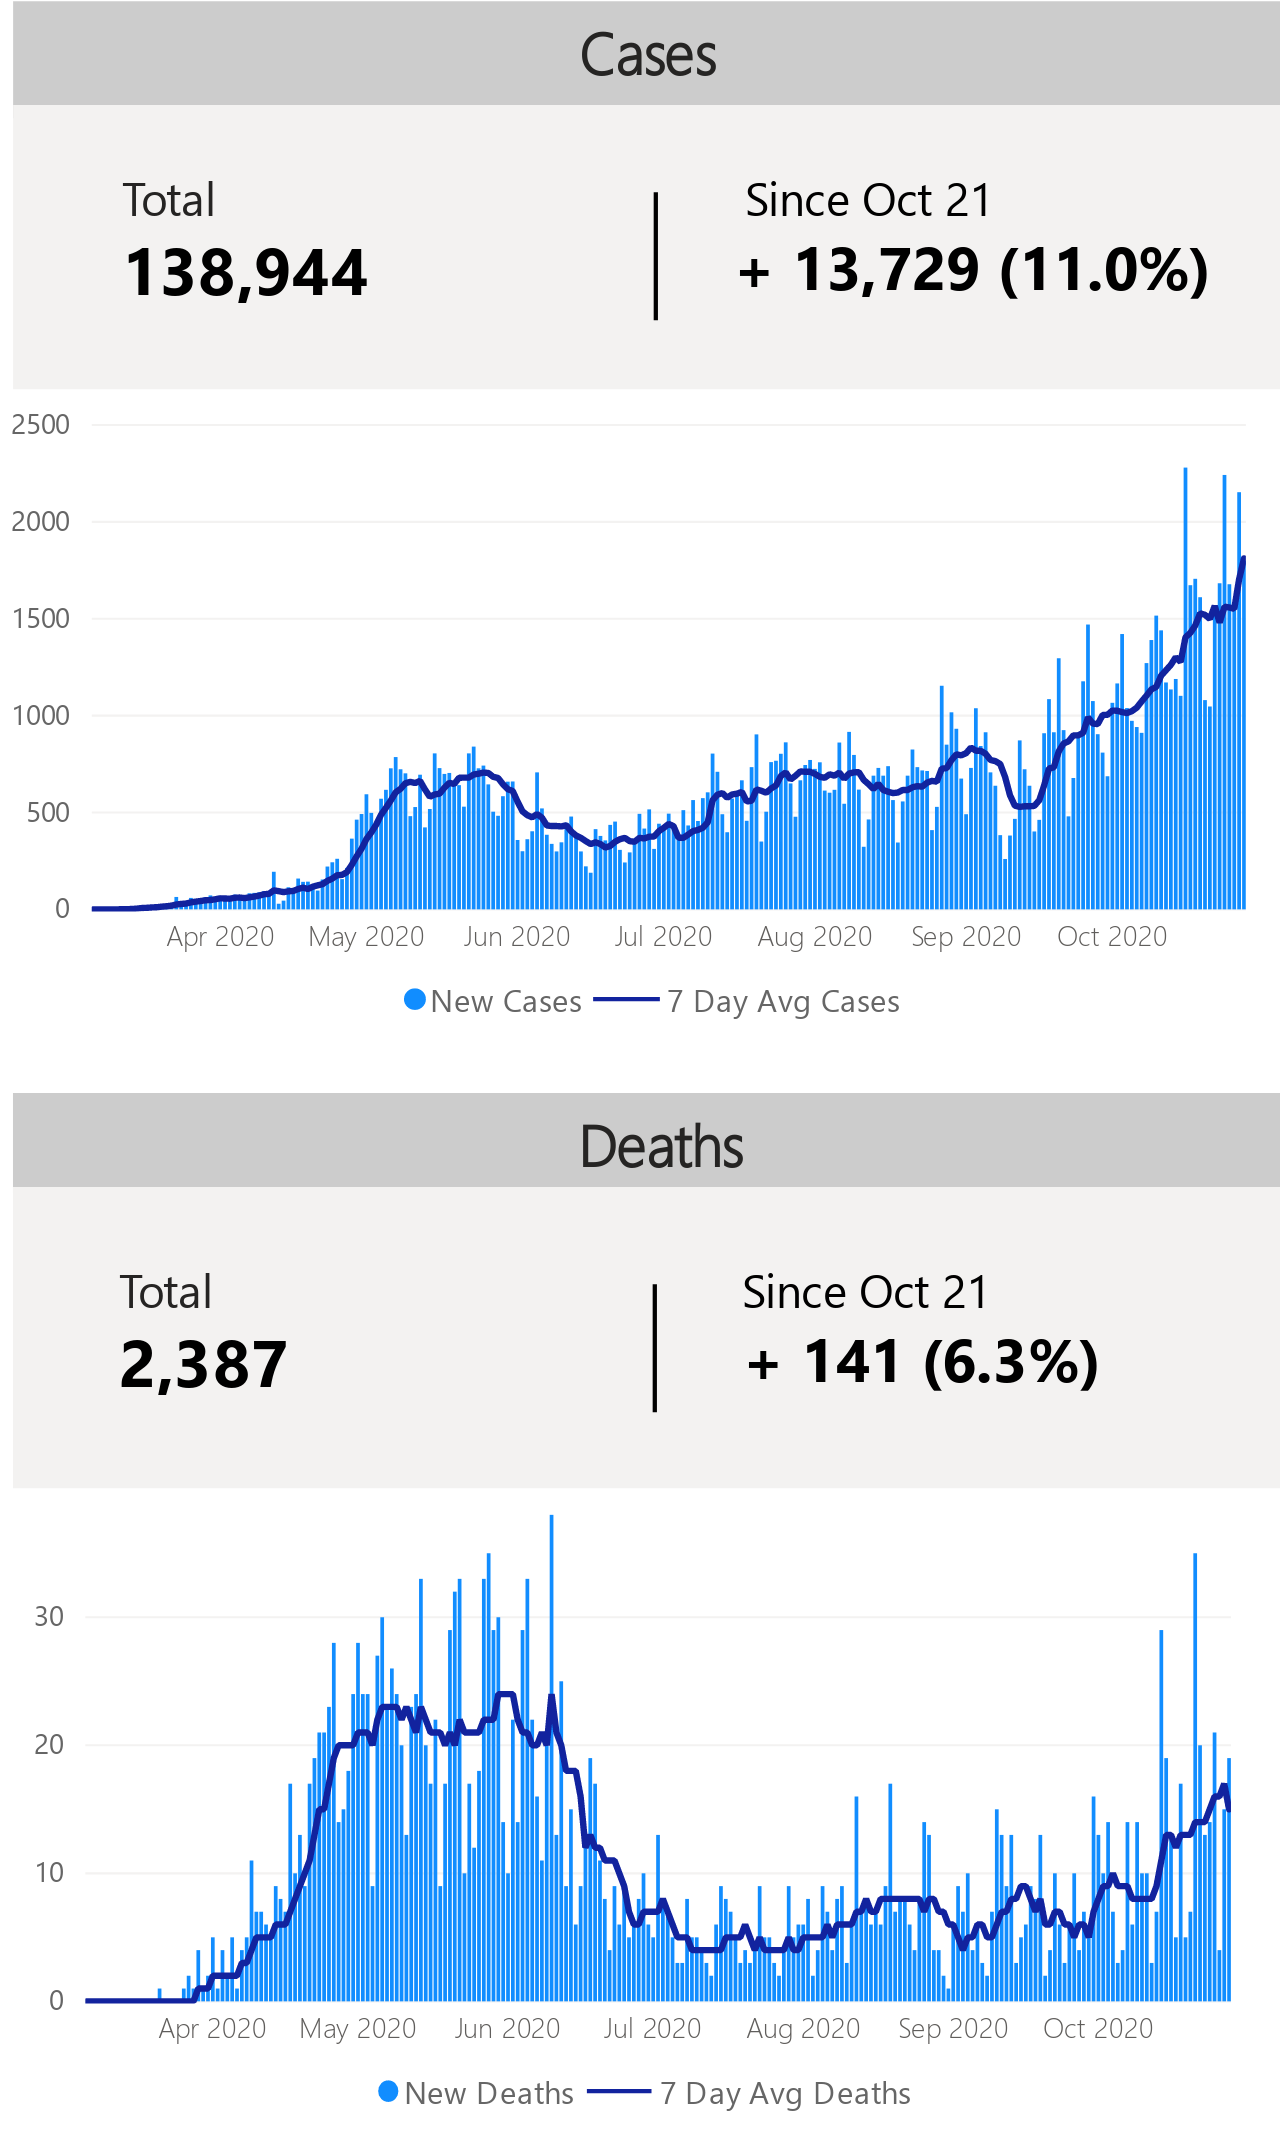 Cases
Total
Since Oct 21
138,944
+ 13,729 (11.0%)
2500
2000
1500
1000
500
0
Apr 2020 May 2020 Jun 2020 Jul 2020 Aug 2020 Sep 2020 Oct 2020
New Cases 7 Day Avg Cases
Deaths
Total
Since Oct 21
2,387
+ 141 (6.3%)
30
20
10
0
Apr 2020 May 2020 Jun 2020 Jul 2020 Aug 2020 Sep 2020 Oct 2020
New Deaths 7 Day Avg Deaths